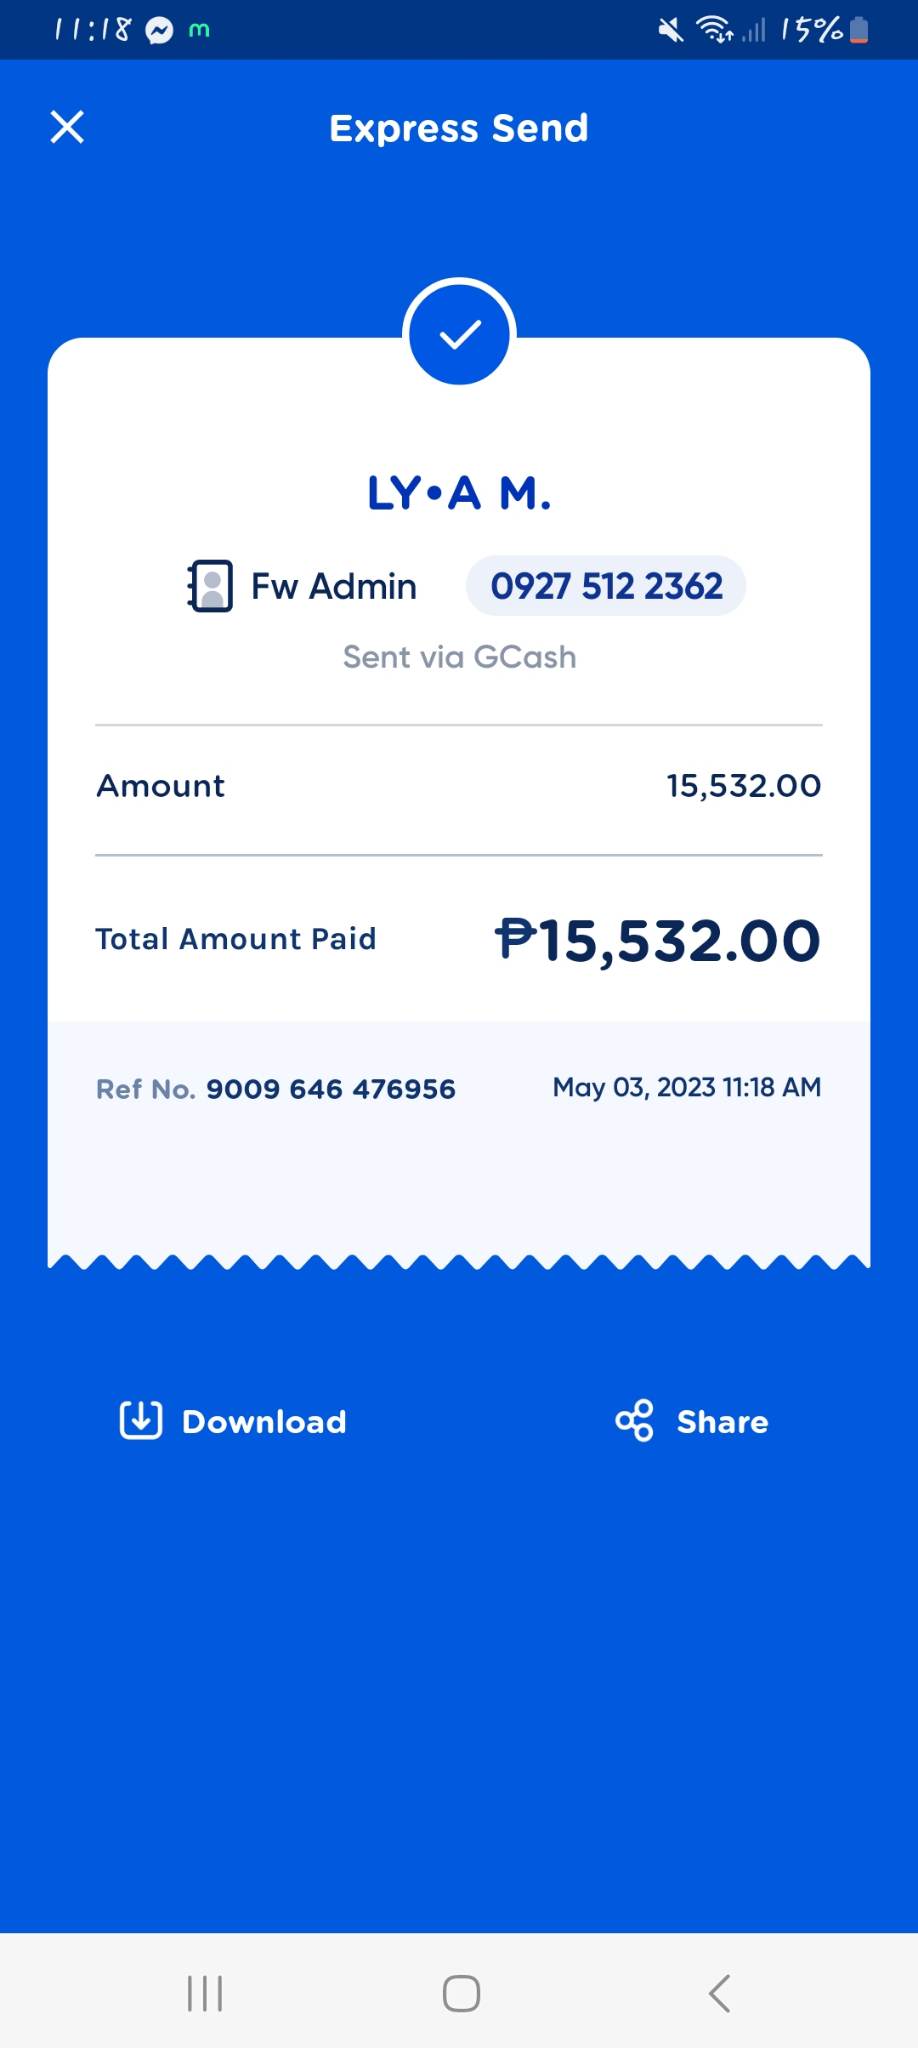 11:18 m 15%
Express Send
LY•A M.
Fw Admin 0927 512 2362
Sent via GCash
Amount 15,532.00
Total Amount Paid ₱15,532.00
Ref No. 9009 646 476956 May 03, 2023 11:18 AM
Download Share